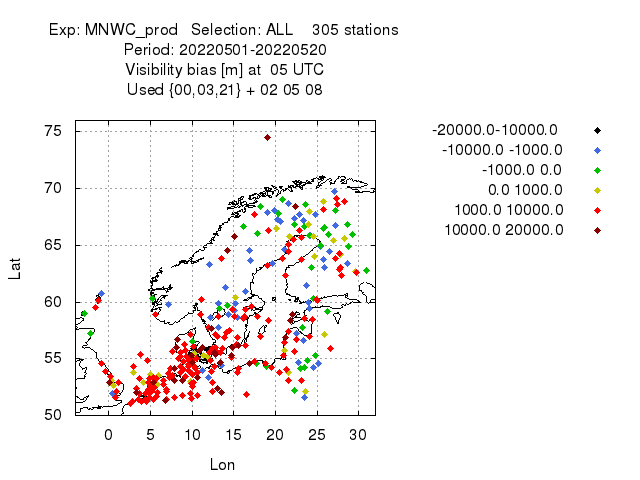 Exp: MNWC_prod Selection: ALL 305 stations
Period: 20220501-20220520
Visibility bias [m] at 05 UTC
Used {00,03,21} + 02 05 08
-20000.0-10000.0
-10000.0 -1000.0
-1000.0 0.0
0.0 1000.0
1000.0 10000.0
10000.0 20000.0
75
70
65
60
55
50
Lat
0 5 10 15 20 25 30
Lon